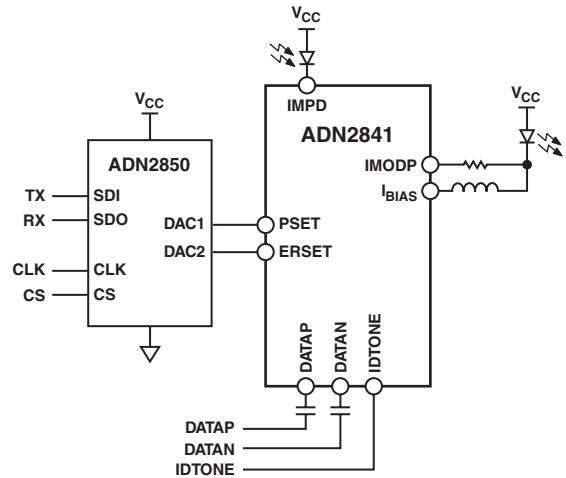 VCC
IMPD
VCC
ADN2850
ADN2841
VCC
IMODP
IBIAS
TX
SDI
RX
SDO
DAC1
PSET
DAC2
ERSET
CLK
CLK
CS
CS
DATAP
DATAN
IDTONE
DATAP
DATAN
IDTONE